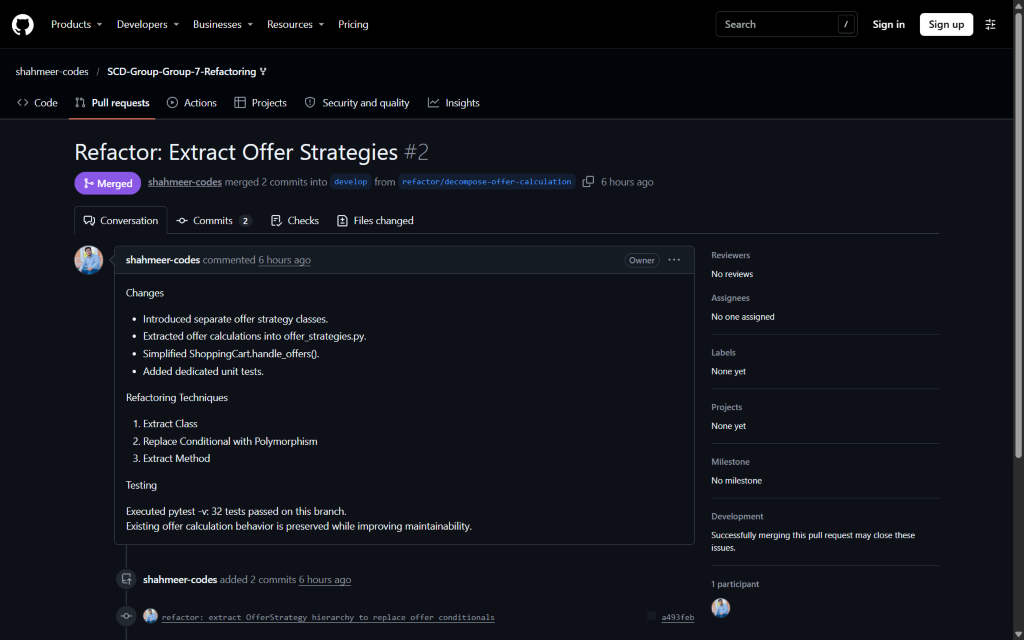 Products Developers Businesses Resources Pricing Search / Sign in Sign up
shahmeer-codes / SCD-Group-Group-7-Refactoring
Code Pull requests Actions Projects Security and quality Insights
Refactor: Extract Offer Strategies #2
Merged shahmeer-codes merged 2 commits into develop from refactor/decompose-offer-calculation 6 hours ago
Conversation Commits 2 Checks Files changed
shahmeer-codes commented 6 hours ago Owner ...
Changes
• Introduced separate offer strategy classes.
• Extracted offer calculations into offer_strategies.py.
• Simplified ShoppingCart.handle_offers().
• Added dedicated unit tests.
Refactoring Techniques
1. Extract Class
2. Replace Conditional with Polymorphism
3. Extract Method
Testing
Executed pytest -v: 32 tests passed on this branch.
Existing offer calculation behavior is preserved while improving maintainability.
shahmeer-codes added 2 commits 6 hours ago
refactor: extract OfferStrategy hierarchy to replace offer conditionals a493feb
Reviewers
No reviews
Assignees
No one assigned
Labels
None yet
Projects
None yet
Milestone
No milestone
Development
Successfully merging this pull request may close these
issues.
1 participant